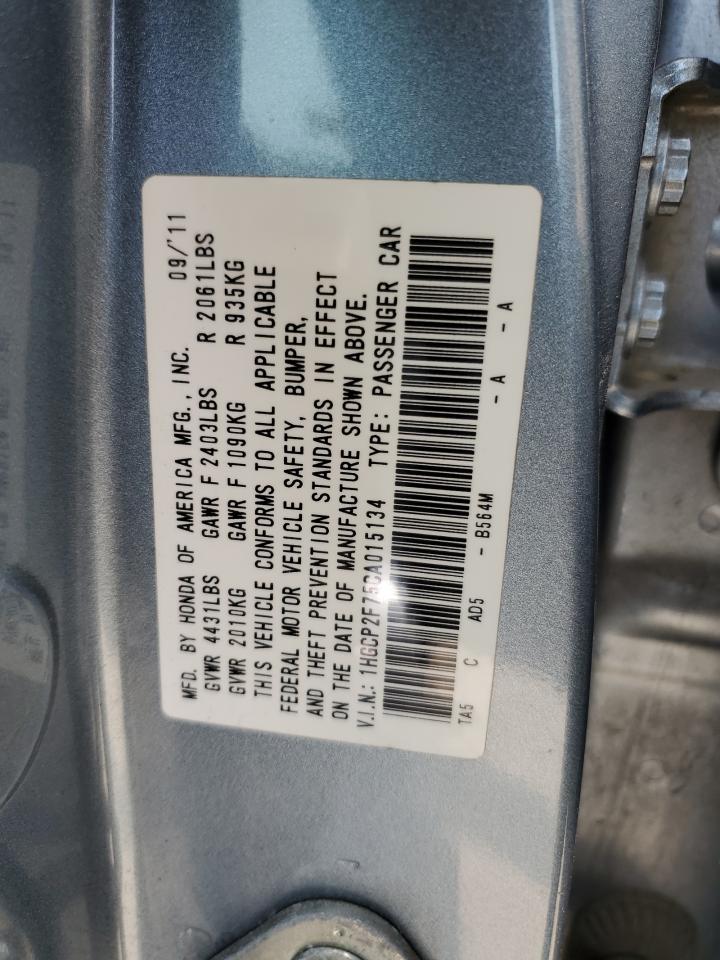 MFD. BY HONDA OF AMERICA MFG., INC. 09/'11
GVWR 4431LBS GAWR F 2403LBS R 2061LBS
GVWR 2010KG GAWR F 1090KG R 935KG
THIS VEHICLE CONFORMS TO ALL APPLICABLE
FEDERAL MOTOR VEHICLE SAFETY, BUMPER,
AND THEFT PREVENTION STANDARDS IN EFFECT
ON THE DATE OF MANUFACTURE SHOWN ABOVE.
V.I.N.: 1HGCP2F75CA015134 TYPE: PASSENGER CAR
TA5 C AD5 - B564M - A - A